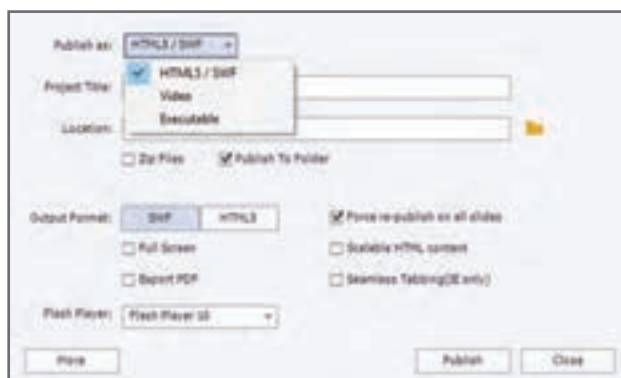 Publish as: HTML5 / SWF
HTML5 / SWF
Project Title:
Video
Executable
Location:
Zip Files Publish To Folder
Output Format: SWF HTML5 Force re-publish on all slides
Full Screen Scalable HTML content
Export PDF Seamless Tabbing(IE only)
Flash Player: Flash Player 10
More Publish Close